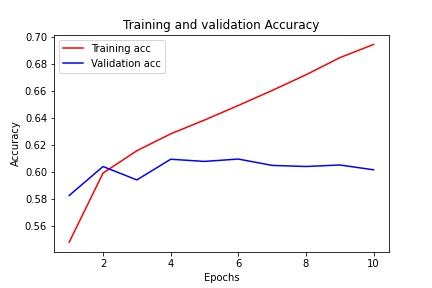 Training and validation Accuracy
Training acc
Validation acc
Accuracy
0.70
0.68
0.66
0.64
0.62
0.60
0.58
0.56
2
4
6
8
10
Epochs